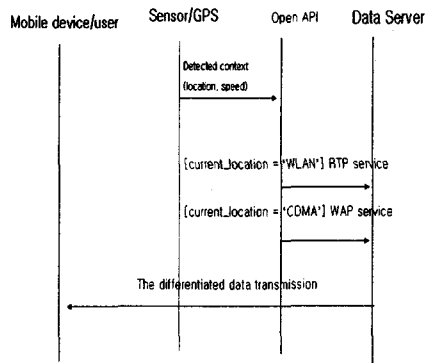 Mobile device/user
Sensor/GPS
Open API
Data Server
Detected context
(location, speed)
[current_location = "WLAN"] RTP service
[current_location = "CDMA"] WAP service
The differentiated data transmission